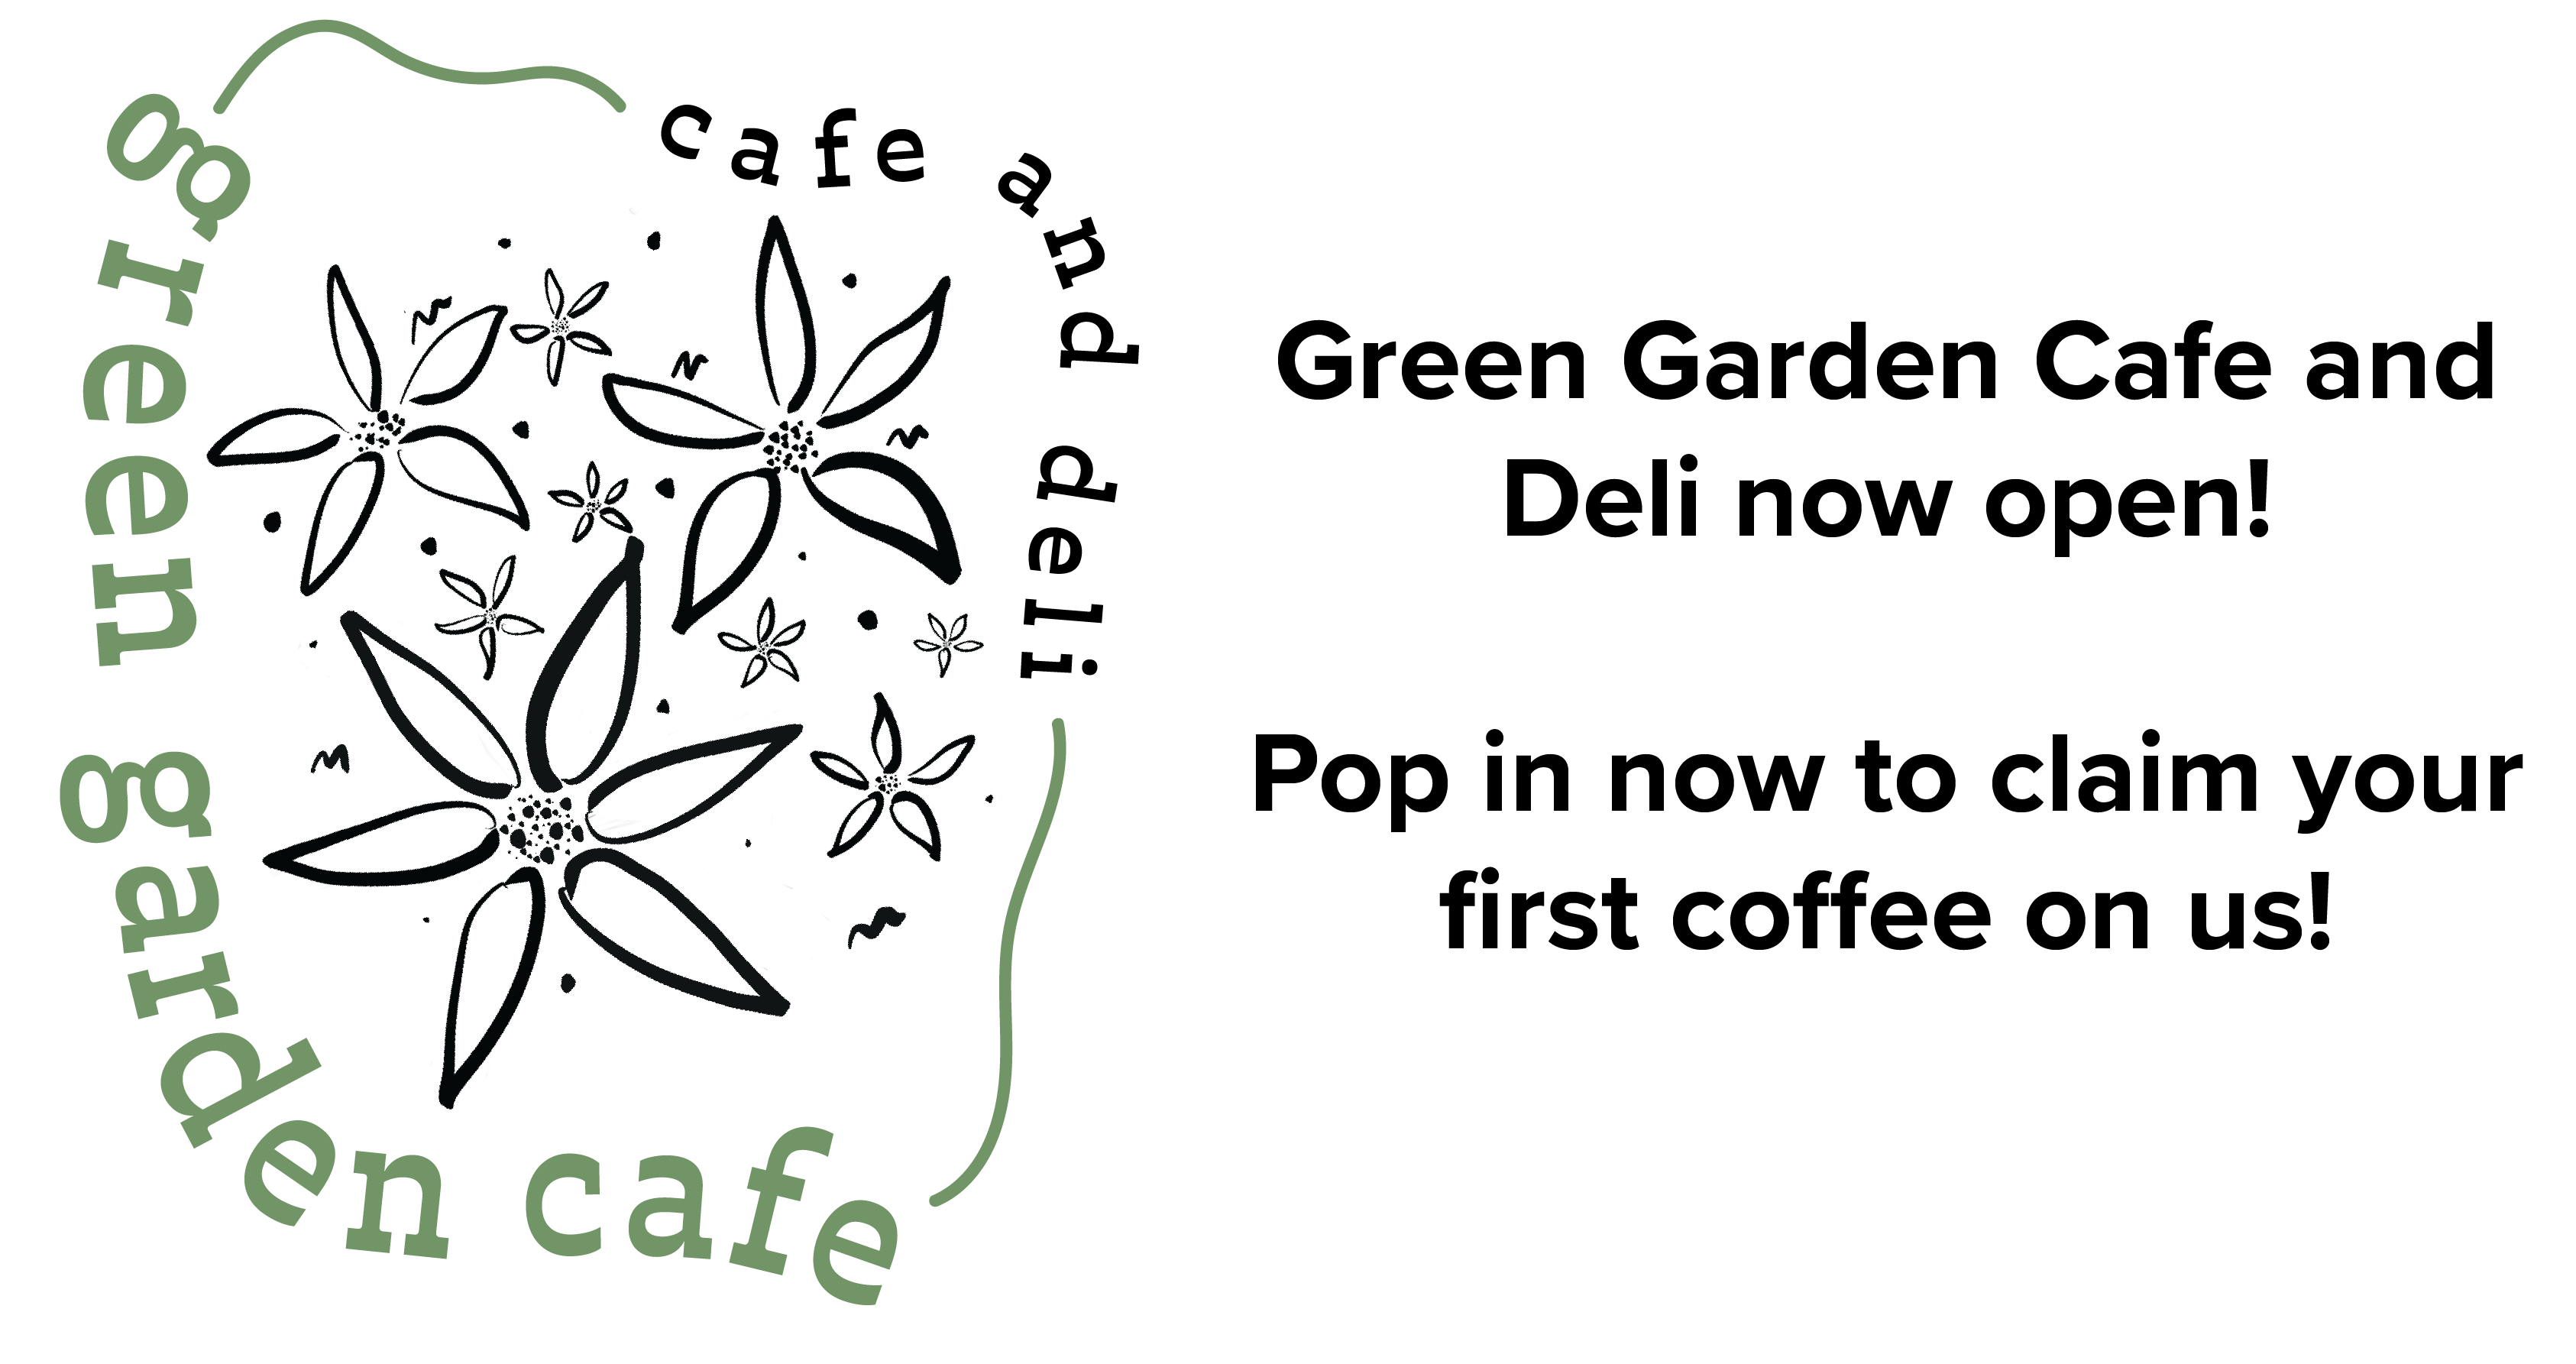 green garden cafe
cafe and deli
Green Garden Cafe and
Deli now open!
Pop in now to claim your
first coffee on us!